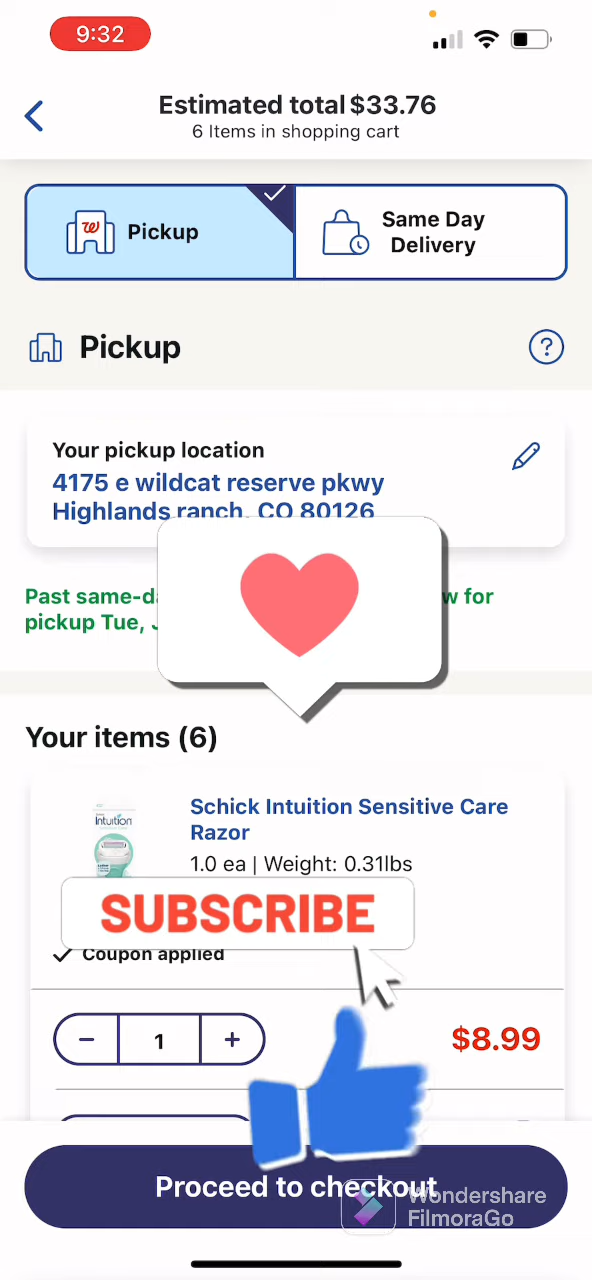 9:32
Estimated total $33.76
6 Items in shopping cart
Pickup
Same Day
Delivery
Pickup
?
Your pickup location
4175 e wildcat reserve pkwy
Highlands ranch, CO 80126
Past same-d w for
pickup Tue,
Your items (6)
Schick Intuition Sensitive Care
Razor
intuition
1.0 ea | Weight: 0.31lbs
SUBSCRIBE
Coupon applied
− 1 + $8.99
Proceed to checkout
Wondershare
FilmoraGo